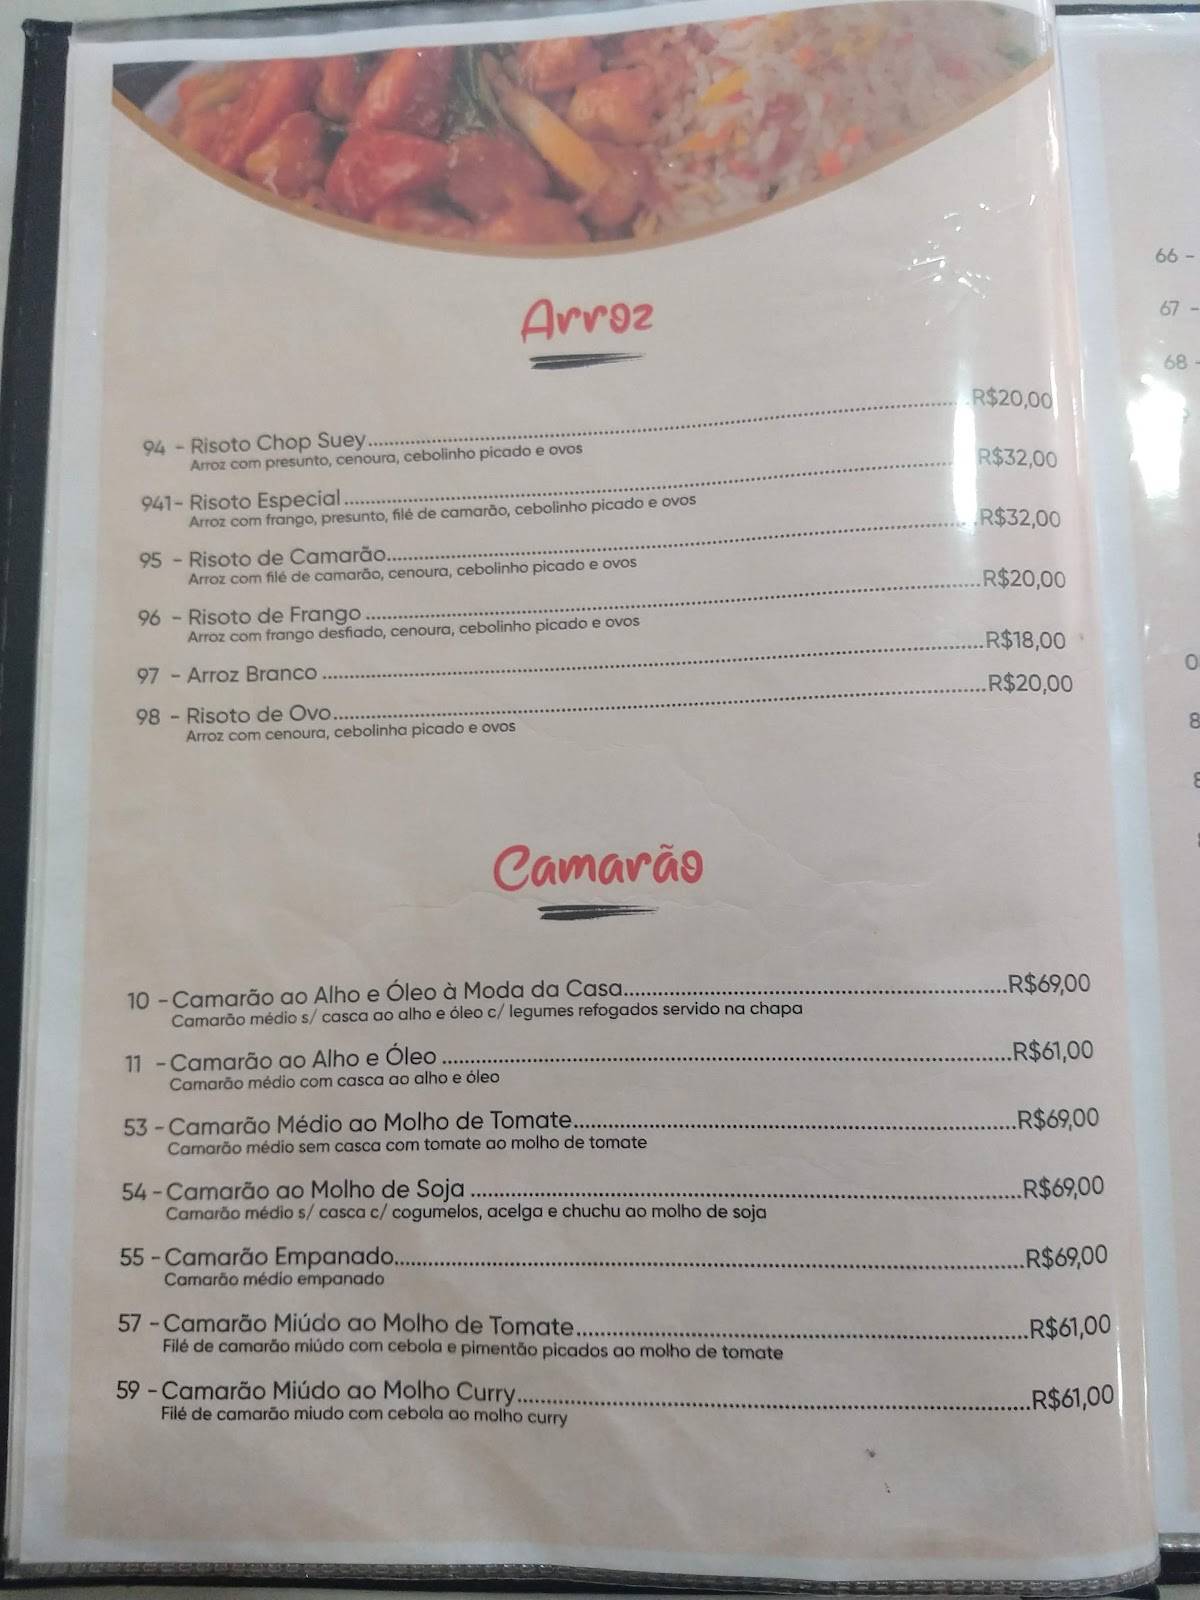 Arroz
94 - Risoto Chop Suey....................R$20,00
Arroz com presunto, cenoura, cebolinho picado e ovos
941- Risoto Especial....................R$32,00
Arroz com frango, presunto, filé de camarão, cebolinho picado e ovos
95 - Risoto de Camarão....................R$32,00
Arroz com filé de camarão, cenoura, cebolinho picado e ovos
96 - Risoto de Frango....................R$20,00
Arroz com frango desfiado, cenoura, cebolinho picado e ovos
97 - Arroz Branco....................R$18,00
98 - Risoto de Ovo....................R$20,00
Arroz com cenoura, cebolinha picado e ovos
Camarão
10 - Camarão ao Alho e Óleo à Moda da Casa....................R$69,00
Camarão médio s/ casca ao alho e óleo c/ legumes refogados servido na chapa
11 - Camarão ao Alho e Óleo....................R$61,00
Camarão médio com casca ao alho e óleo
53 - Camarão Médio ao Molho de Tomate....................R$69,00
Camarão médio sem casca com tomate ao molho de tomate
54 - Camarão ao Molho de Soja....................R$69,00
Camarão médio s/ casca c/ cogumelos, acelga e chuchu ao molho de soja
55 - Camarão Empanado....................R$69,00
Camarão médio empanado
57 - Camarão Miúdo ao Molho de Tomate....................R$61,00
Filé de camarão miúdo com cebola e pimentão picados ao molho de tomate
59 - Camarão Miúdo ao Molho Curry....................R$61,00
Filé de camarão miudo com cebola ao molho curry
66 -
67 -
68 -